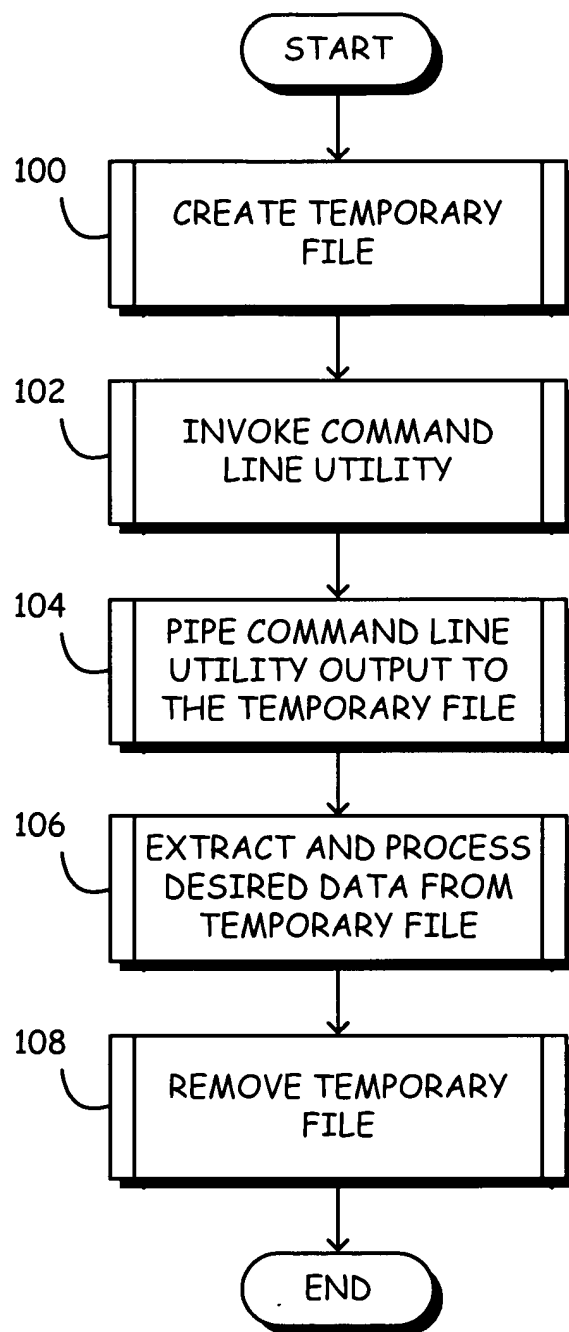 START
100
CREATE TEMPORARY
FILE
102
INVOKE COMMAND
LINE UTILITY
104
PIPE COMMAND LINE
UTILITY OUTPUT TO
THE TEMPORARY FILE
106
EXTRACT AND PROCESS
DESIRED DATA FROM
TEMPORARY FILE
108
REMOVE TEMPORARY
FILE
END